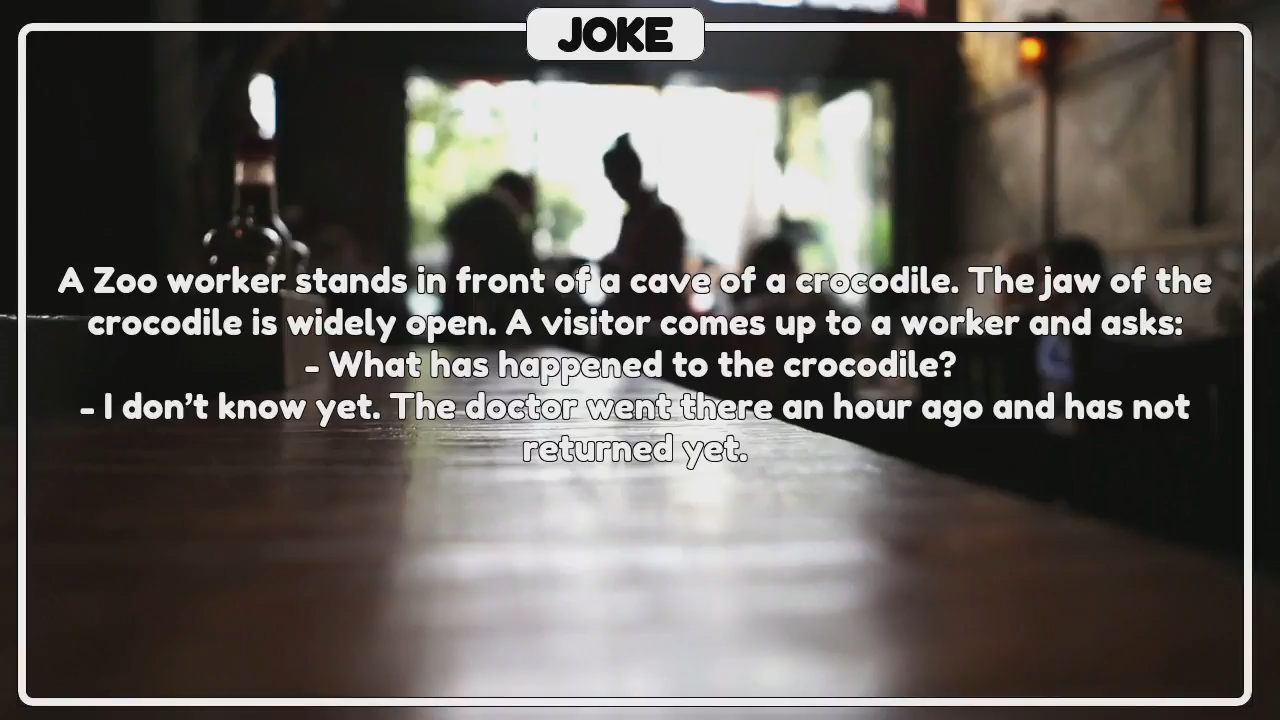 JOKE
A Zoo worker stands in front of a cave of a crocodile. The jaw of the
crocodile is widely open. A visitor comes up to a worker and asks:
- What has happened to the crocodile?
- I don’t know yet. The doctor went there an hour ago and has not
returned yet.